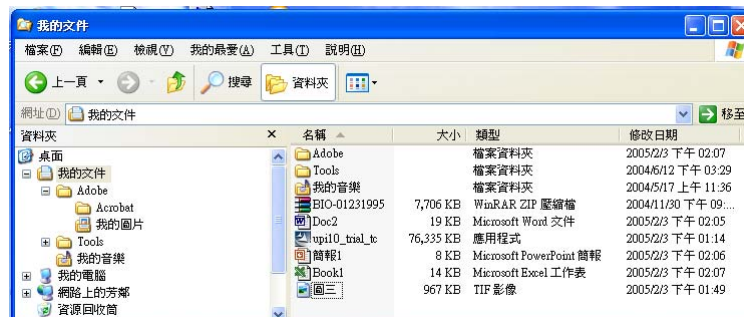 我的文件
檔案(F) 編輯(E) 檢視(V) 我的最愛(A) 工具(T) 說明(H)
上一頁 搜尋 資料夾
網址(D) 我的文件 移至
資料夾 × 名稱 大小 類型 修改日期
桌面
我的文件
Adobe
Acrobat
我的圖片
Tools
我的音樂
我的電腦
網路上的芳鄰
資源回收筒
Adobe 檔案資料夾 2005/2/3 下午 02:07
Tools 檔案資料夾 2004/6/12 下午 03:29
我的音樂 檔案資料夾 2004/5/17 上午 11:36
BIO-01231995 7,706 KB WinRAR ZIP 壓縮檔 2004/11/30 下午 09:...
Doc2 19 KB Microsoft Word 文件 2005/2/3 下午 02:05
upi10_trial_tc 76,335 KB 應用程式 2005/2/3 下午 01:14
簡報1 8 KB Microsoft PowerPoint 簡報 2005/2/3 下午 02:06
Book1 14 KB Microsoft Excel 工作表 2005/2/3 下午 02:07
圖三 967 KB TIF 影像 2005/2/3 下午 01:49